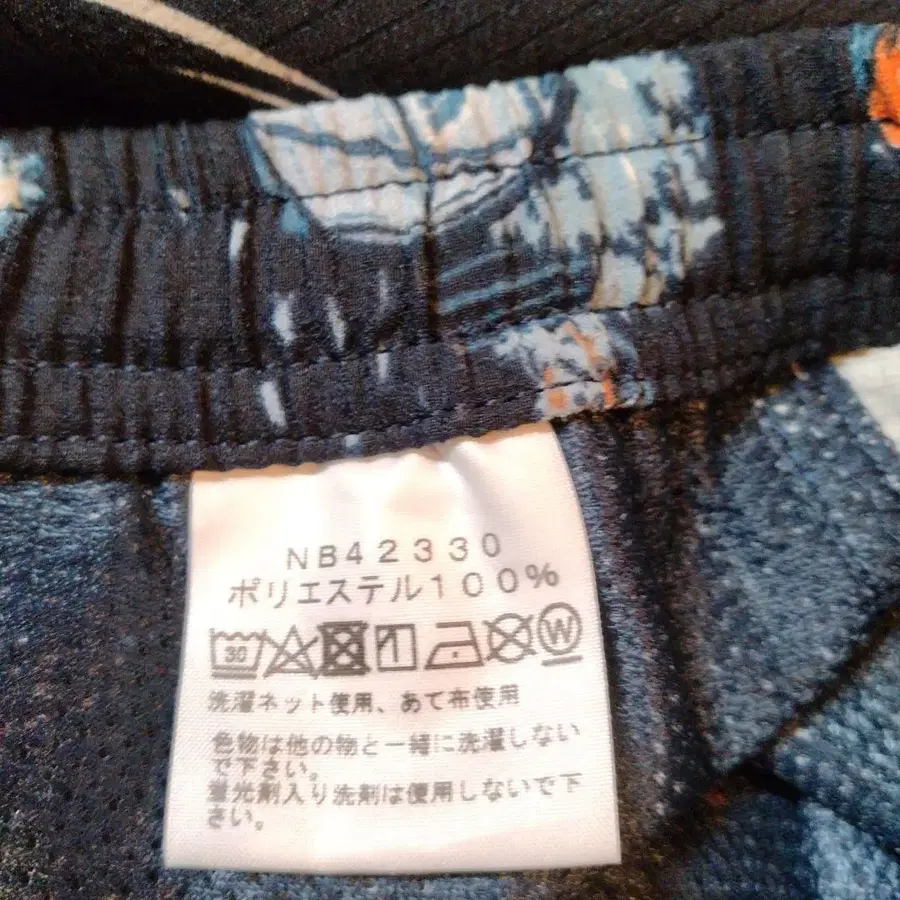 NB42330
ポリエステル100%
30 W
洗濯ネット使用、あて布使用
色物は他の物と一緒に洗濯しない
で下さい。
蛍光剤入り洗剤は使用しないで下
さい。